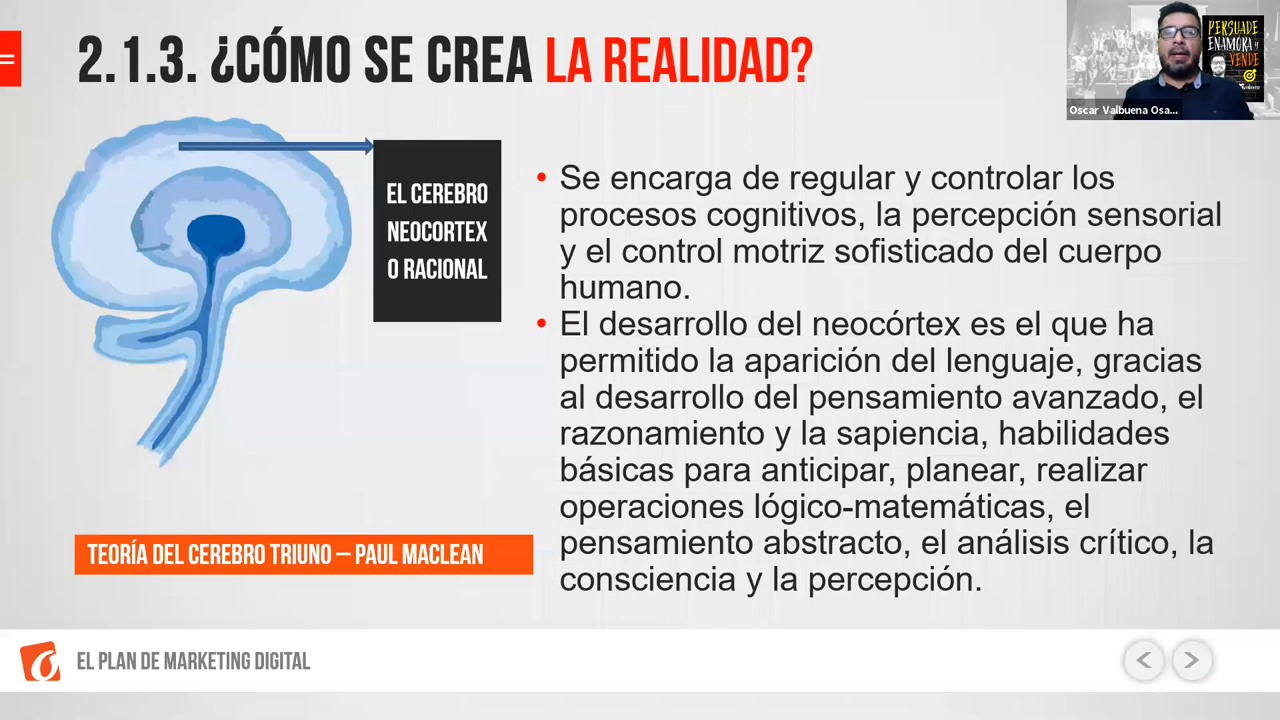 2.1.3. ¿CÓMO SE CREA LA REALIDAD?
PERSUADE
ENAMORA Y
VENDE
Oscar Valbuena Osa...
EL CEREBRO
NEOCORTEX
O RACIONAL
• Se encarga de regular y controlar los
procesos cognitivos, la percepción sensorial
y el control motriz sofisticado del cuerpo
humano.
• El desarrollo del neocórtex es el que ha
permitido la aparición del lenguaje, gracias
al desarrollo del pensamiento avanzado, el
razonamiento y la sapiencia, habilidades
básicas para anticipar, planear, realizar
operaciones lógico-matemáticas, el
pensamiento abstracto, el análisis crítico, la
consciencia y la percepción.
TEORÍA DEL CEREBRO TRIUNO – PAUL MACLEAN
EL PLAN DE MARKETING DIGITAL